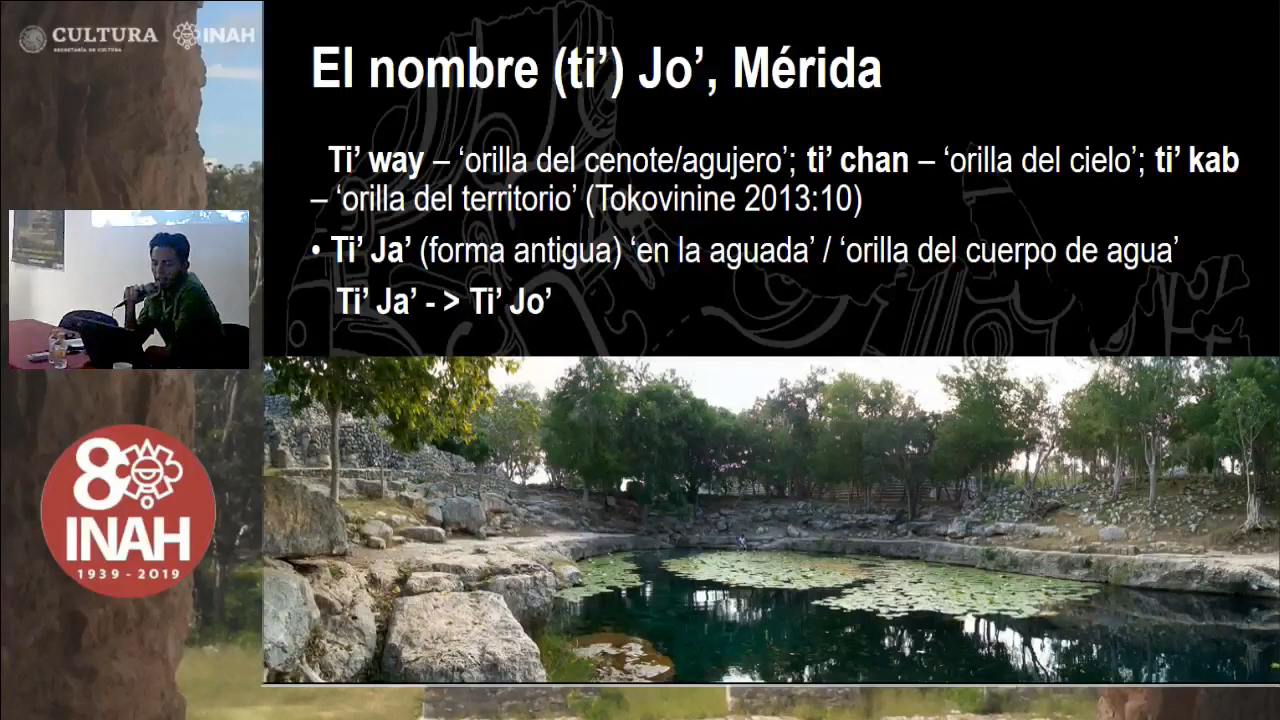 CULTURA
SECRETARÍA DE CULTURA
INAH
El nombre (ti’) Jo’, Mérida
Ti’ way – ‘orilla del cenote/agujero’; ti’ chan – ‘orilla del cielo’; ti’ kab
– ‘orilla del territorio’ (Tokovinine 2013:10)
• Ti’ Ja’ (forma antigua) ‘en la aguada’ / ‘orilla del cuerpo de agua’
Ti’ Ja’ - > Ti’ Jo’
80
INAH
1939 - 2019